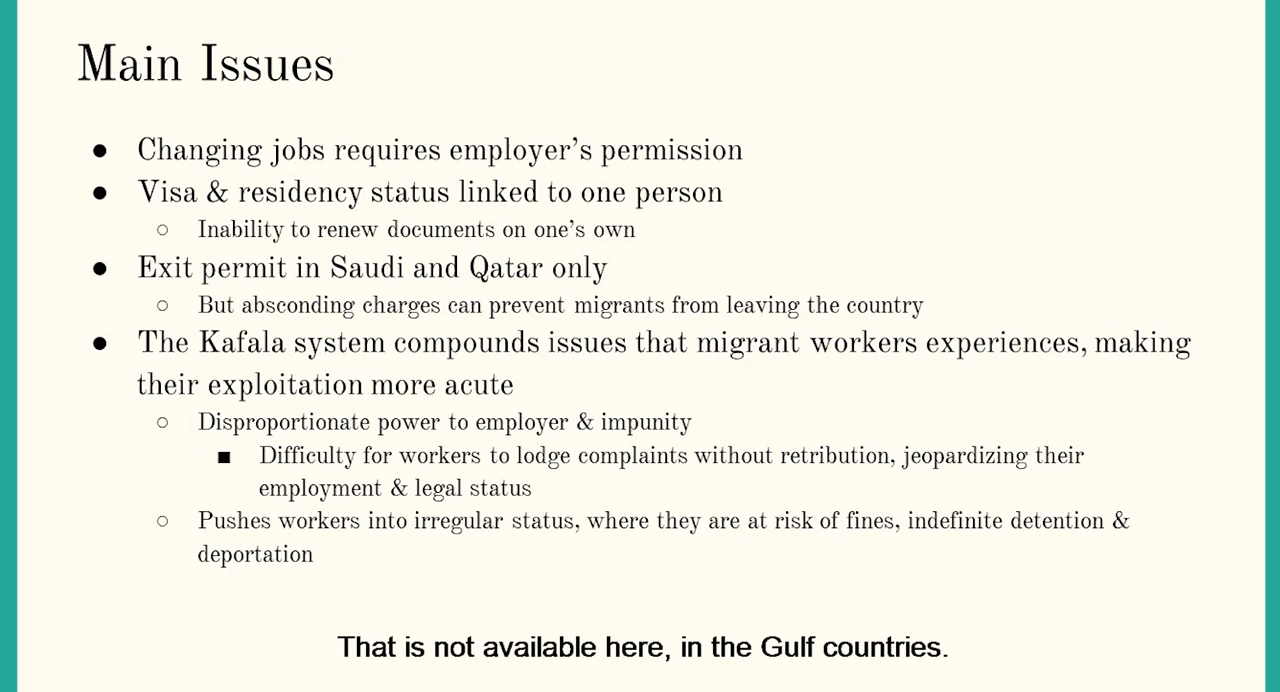 Main Issues
● Changing jobs requires employer's permission
● Visa & residency status linked to one person
○ Inability to renew documents on one's own
● Exit permit in Saudi and Qatar only
○ But absconding charges can prevent migrants from leaving the country
● The Kafala system compounds issues that migrant workers experiences, making
their exploitation more acute
○ Disproportionate power to employer & impunity
■ Difficulty for workers to lodge complaints without retribution, jeopardizing their
employment & legal status
○ Pushes workers into irregular status, where they are at risk of fines, indefinite detention &
deportation
That is not available here, in the Gulf countries.